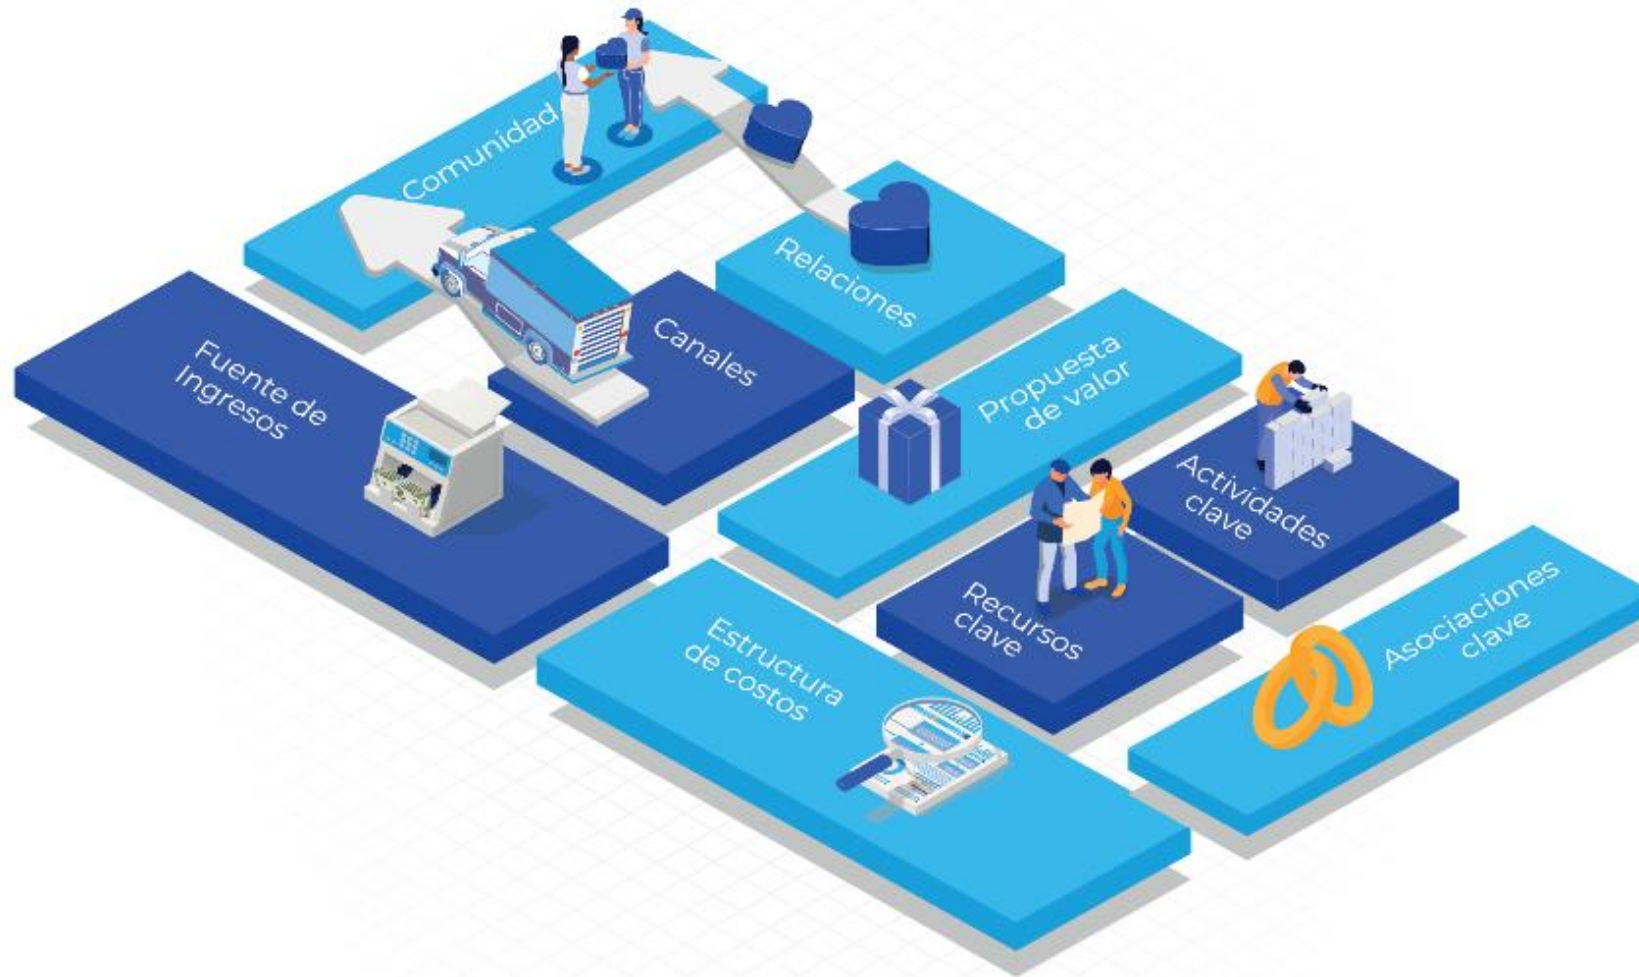 Comunidad
Relaciones
Canales
Fuente de
Ingresos
Propuesta
de valor
Actividades
clave
Recursos
clave
Asociaciones
clave
Estructura
de costos